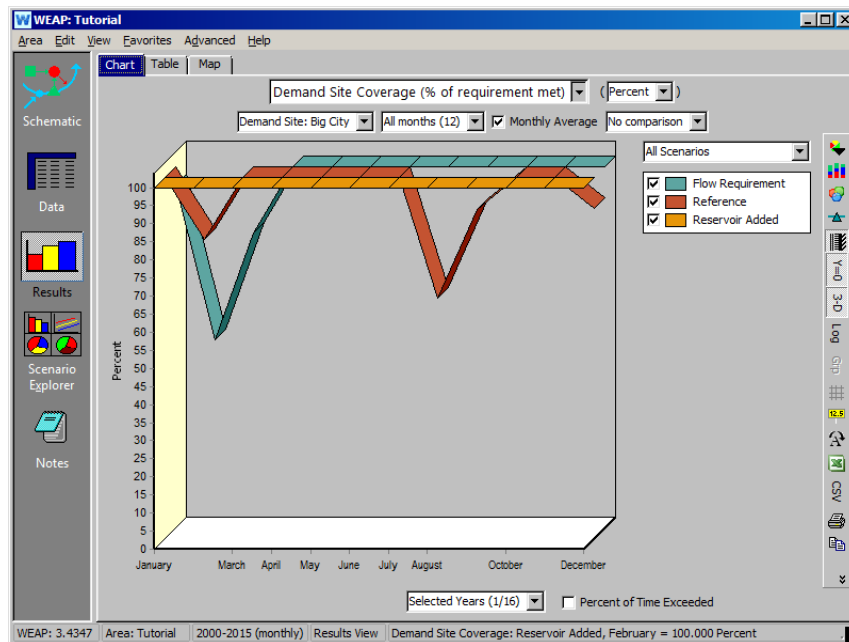 WEAP: Tutorial
Area Edit View Favorites Advanced Help
Chart Table Map
Demand Site Coverage (% of requirement met) (Percent)
Demand Site: Big City All months (12) Monthly Average No comparison
All Scenarios
Flow Requirement
Reference
Reservoir Added
Schematic
Data
Results
Scenario
Explorer
Notes
Percent
100
95
90
85
80
75
70
65
60
55
50
45
40
35
30
25
20
15
10
5
0
January March April May June July August October December
Y=0
3-D
Log
Grp
12.5
A
CSV
Selected Years (1/16) Percent of Time Exceeded
WEAP: 3.4347 Area: Tutorial 2000-2015 (monthly) Results View Demand Site Coverage: Reservoir Added, February = 100.000 Percent